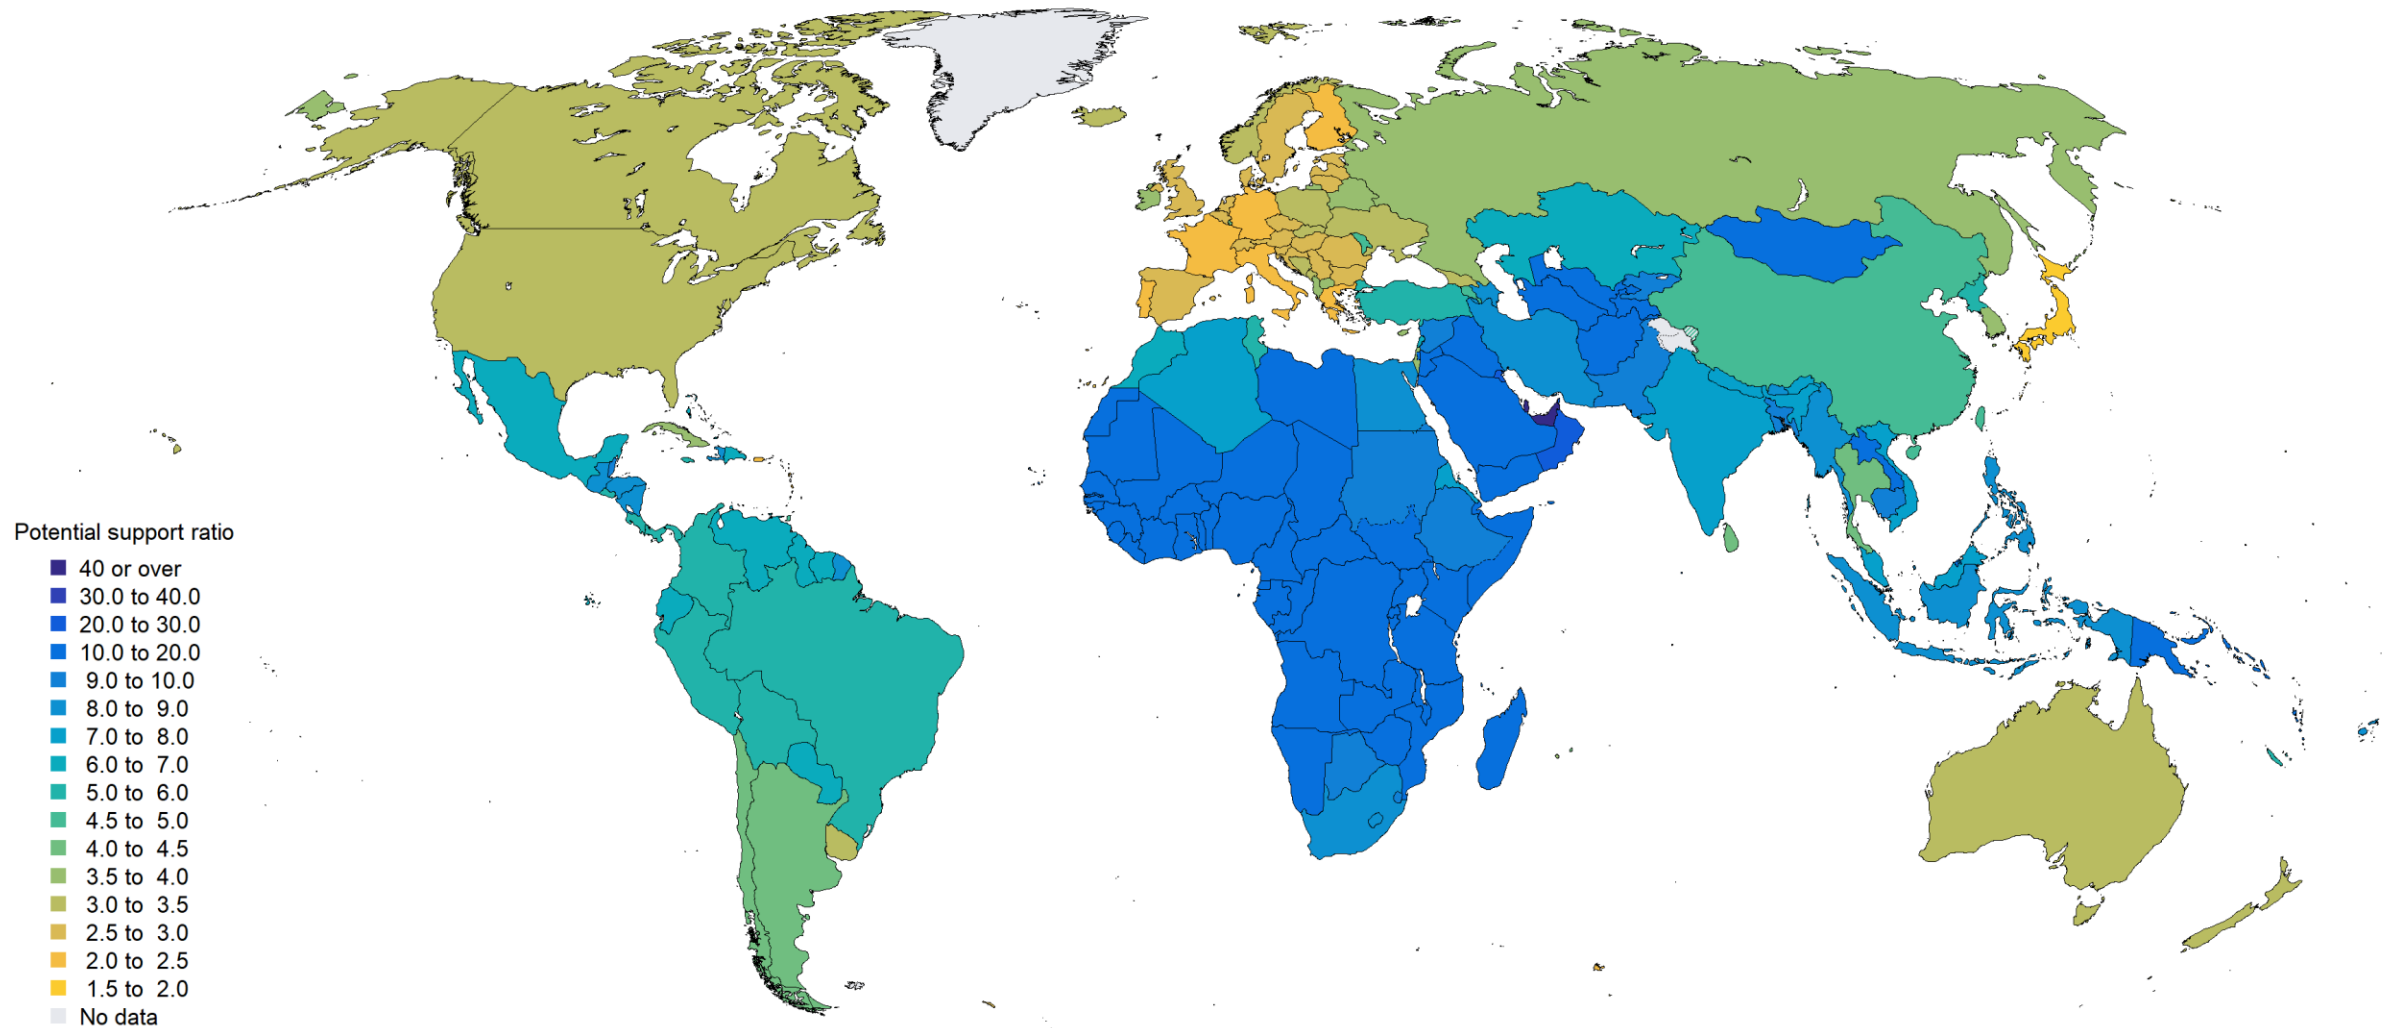 Potential support ratio
40 or over
30.0 to 40.0
20.0 to 30.0
10.0 to 20.0
9.0 to 10.0
8.0 to 9.0
7.0 to 8.0
6.0 to 7.0
5.0 to 6.0
4.5 to 5.0
4.0 to 4.5
3.5 to 4.0
3.0 to 3.5
2.5 to 3.0
2.0 to 2.5
1.5 to 2.0
No data